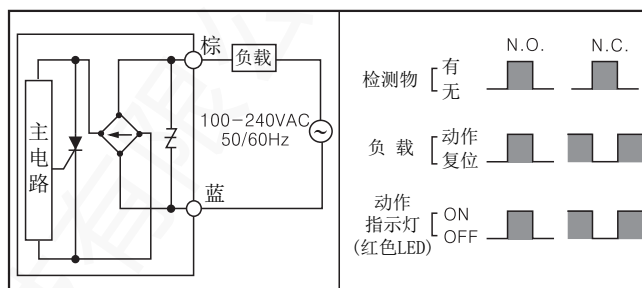 棕
负载
主电路
100-240VAC
50/60Hz
蓝
N.O.
N.C.
检测物
有
无
负 载
动作
复位
动作
指示灯
(红色LED)
ON
OFF